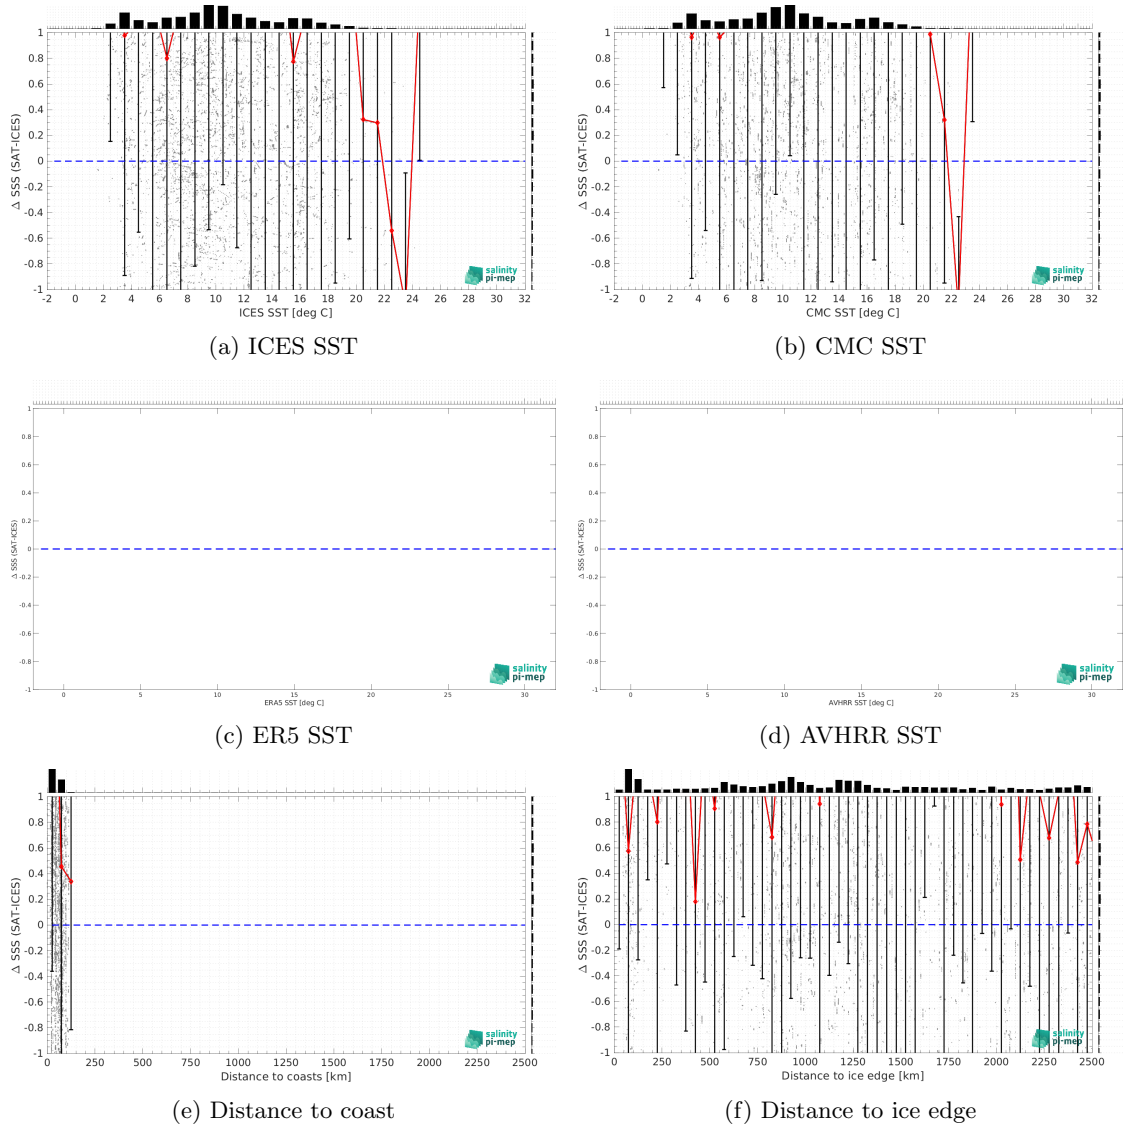 1
0.8
0.6
0.4
0.2
0
-0.2
-0.4
-0.6
-0.8
-1
Δ SSS (SAT-ICES)
-2 0 2 4 6 8 10 12 14 16 18 20 22 24 26 28 30 32
ICES SST [deg C]
salinity
pi-mep
(a) ICES SST
1
0.8
0.6
0.4
0.2
0
-0.2
-0.4
-0.6
-0.8
-1
Δ SSS (SAT-ICES)
-2 0 2 4 6 8 10 12 14 16 18 20 22 24 26 28 30 32
CMC SST [deg C]
salinity
pi-mep
(b) CMC SST
1
0.8
0.6
0.4
0.2
0
-0.2
-0.4
-0.6
-0.8
-1
Δ SSS (SAT-ICES)
0 5 10 15 20 25 30
ERA5 SST [deg C]
salinity
pi-mep
(c) ER5 SST
1
0.8
0.6
0.4
0.2
0
-0.2
-0.4
-0.6
-0.8
-1
Δ SSS (SAT-ICES)
0 5 10 15 20 25 30
AVHRR SST [deg C]
salinity
pi-mep
(d) AVHRR SST
1
0.8
0.6
0.4
0.2
0
-0.2
-0.4
-0.6
-0.8
-1
Δ SSS (SAT-ICES)
0 250 500 750 1000 1250 1500 1750 2000 2250 2500
Distance to coasts [km]
salinity
pi-mep
(e) Distance to coast
1
0.8
0.6
0.4
0.2
0
-0.2
-0.4
-0.6
-0.8
-1
Δ SSS (SAT-ICES)
0 250 500 750 1000 1250 1500 1750 2000 2250 2500
Distance to ice edge [km]
salinity
pi-mep
(f) Distance to ice edge